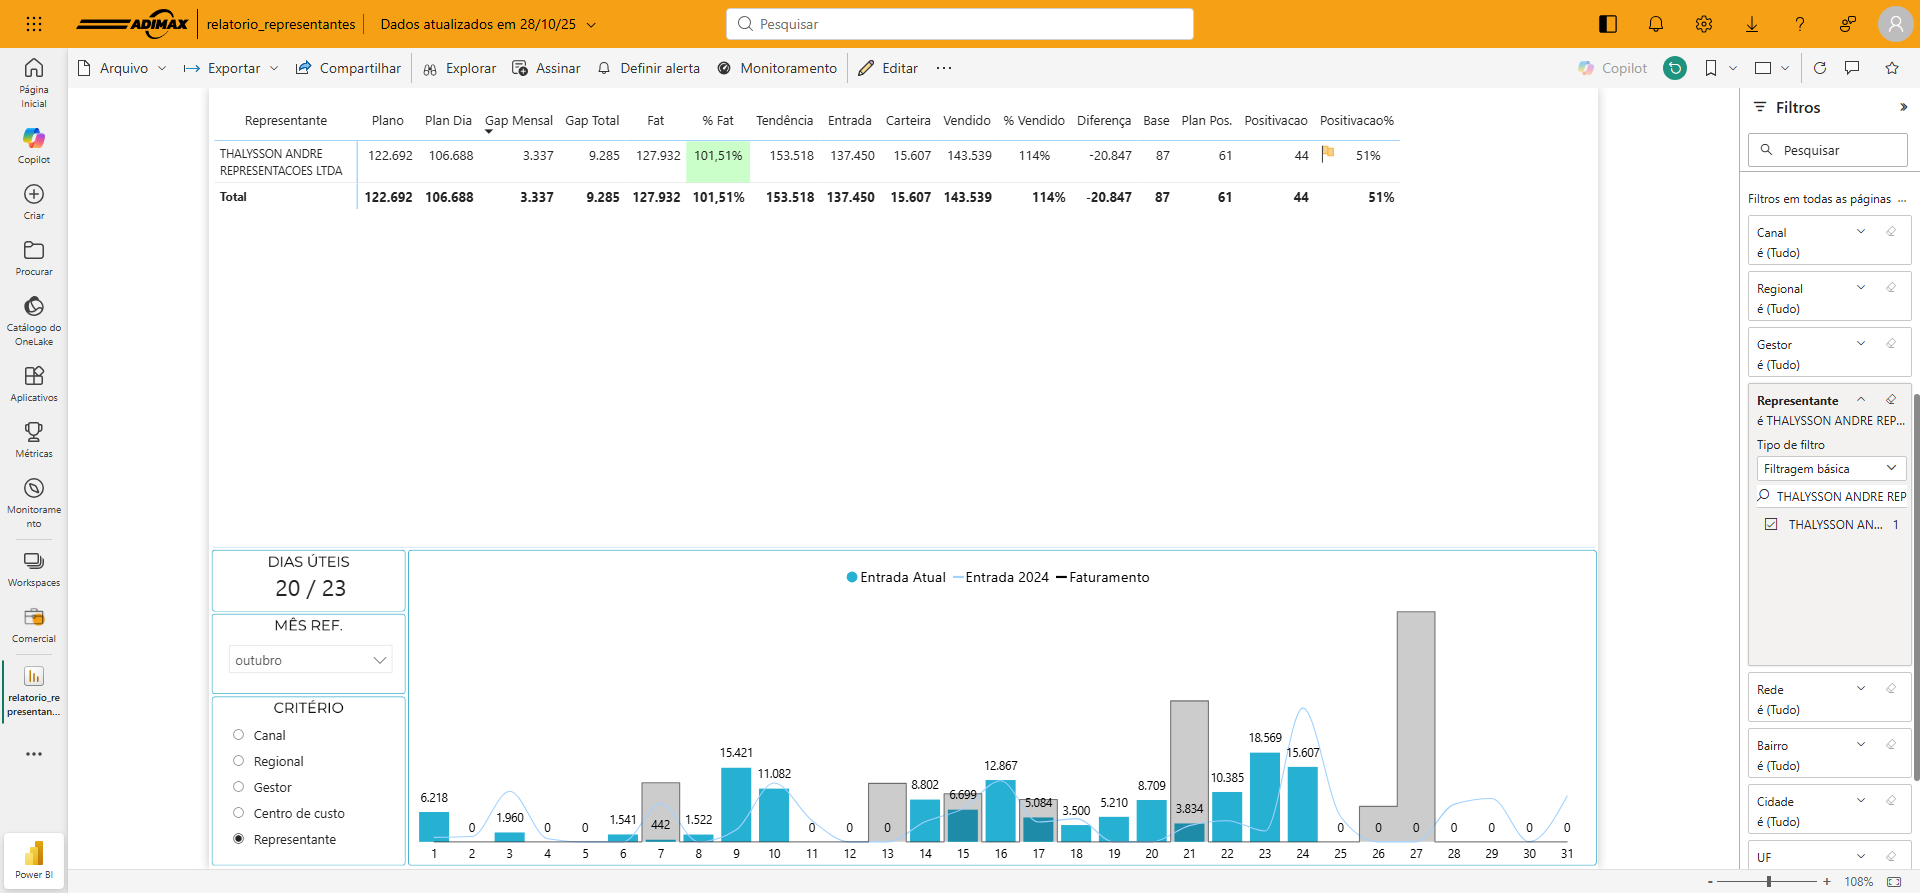 ADIMAX
relatorio_representantes
Dados atualizados em 28/10/25
Pesquisar
Arquivo
Exportar
Compartilhar
Explorar
Assinar
Definir alerta
Monitoramento
Editar
Copilot
Página
Inicial
Copilot
Criar
Procurar
Catálogo do
OneLake
Aplicativos
Métricas
Monitorame
nto
Workspaces
Comercial
relatorio_re
presentan...
Power BI
Representante Plano Plan Dia Gap Mensal Gap Total Fat % Fat Tendência Entrada Carteira Vendido % Vendido Diferença Base Plan Pos. Positivacao Positivacao%
THALYSSON ANDRE
REPRESENTACOES LTDA
122.692 106.688 3.337 9.285 127.932 101,51% 153.518 137.450 15.607 143.539 114% -20.847 87 61 44 51%
Total 122.692 106.688 3.337 9.285 127.932 101,51% 153.518 137.450 15.607 143.539 114% -20.847 87 61 44 51%
DIAS ÚTEIS
20 / 23
MÊS REF.
outubro
CRITÉRIO
Canal
Regional
Gestor
Centro de custo
Representante
Entrada Atual Entrada 2024 Faturamento
6.218 0 1.960 0 0 1.541 442 1.522 15.421 11.082 0 0 0 8.802 6.699 12.867 5.084 3.500 5.210 8.709 3.834 10.385 18.569 15.607 0 0 0 0 0 0 0
1 2 3 4 5 6 7 8 9 10 11 12 13 14 15 16 17 18 19 20 21 22 23 24 25 26 27 28 29 30 31
Filtros
Pesquisar
Filtros em todas as páginas ...
Canal
é (Tudo)
Regional
é (Tudo)
Gestor
é (Tudo)
Representante
é THALYSSON ANDRE REP...
Tipo de filtro
Filtragem básica
THALYSSON ANDRE REP
THALYSSON AN... 1
Rede
é (Tudo)
Bairro
é (Tudo)
Cidade
é (Tudo)
UF
- + 108%